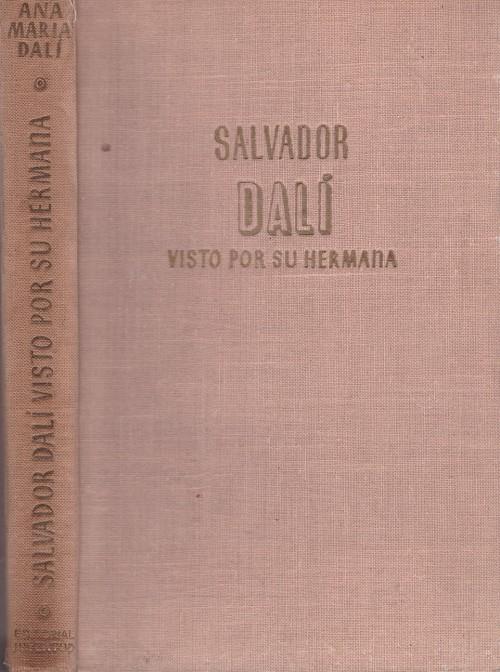 ANA
MARIA
DALÍ
SALVADOR DALÍ VISTO POR SU HERMANA
EDITORIAL
SALVADOR
DALÍ
VISTO POR SU HERMANA